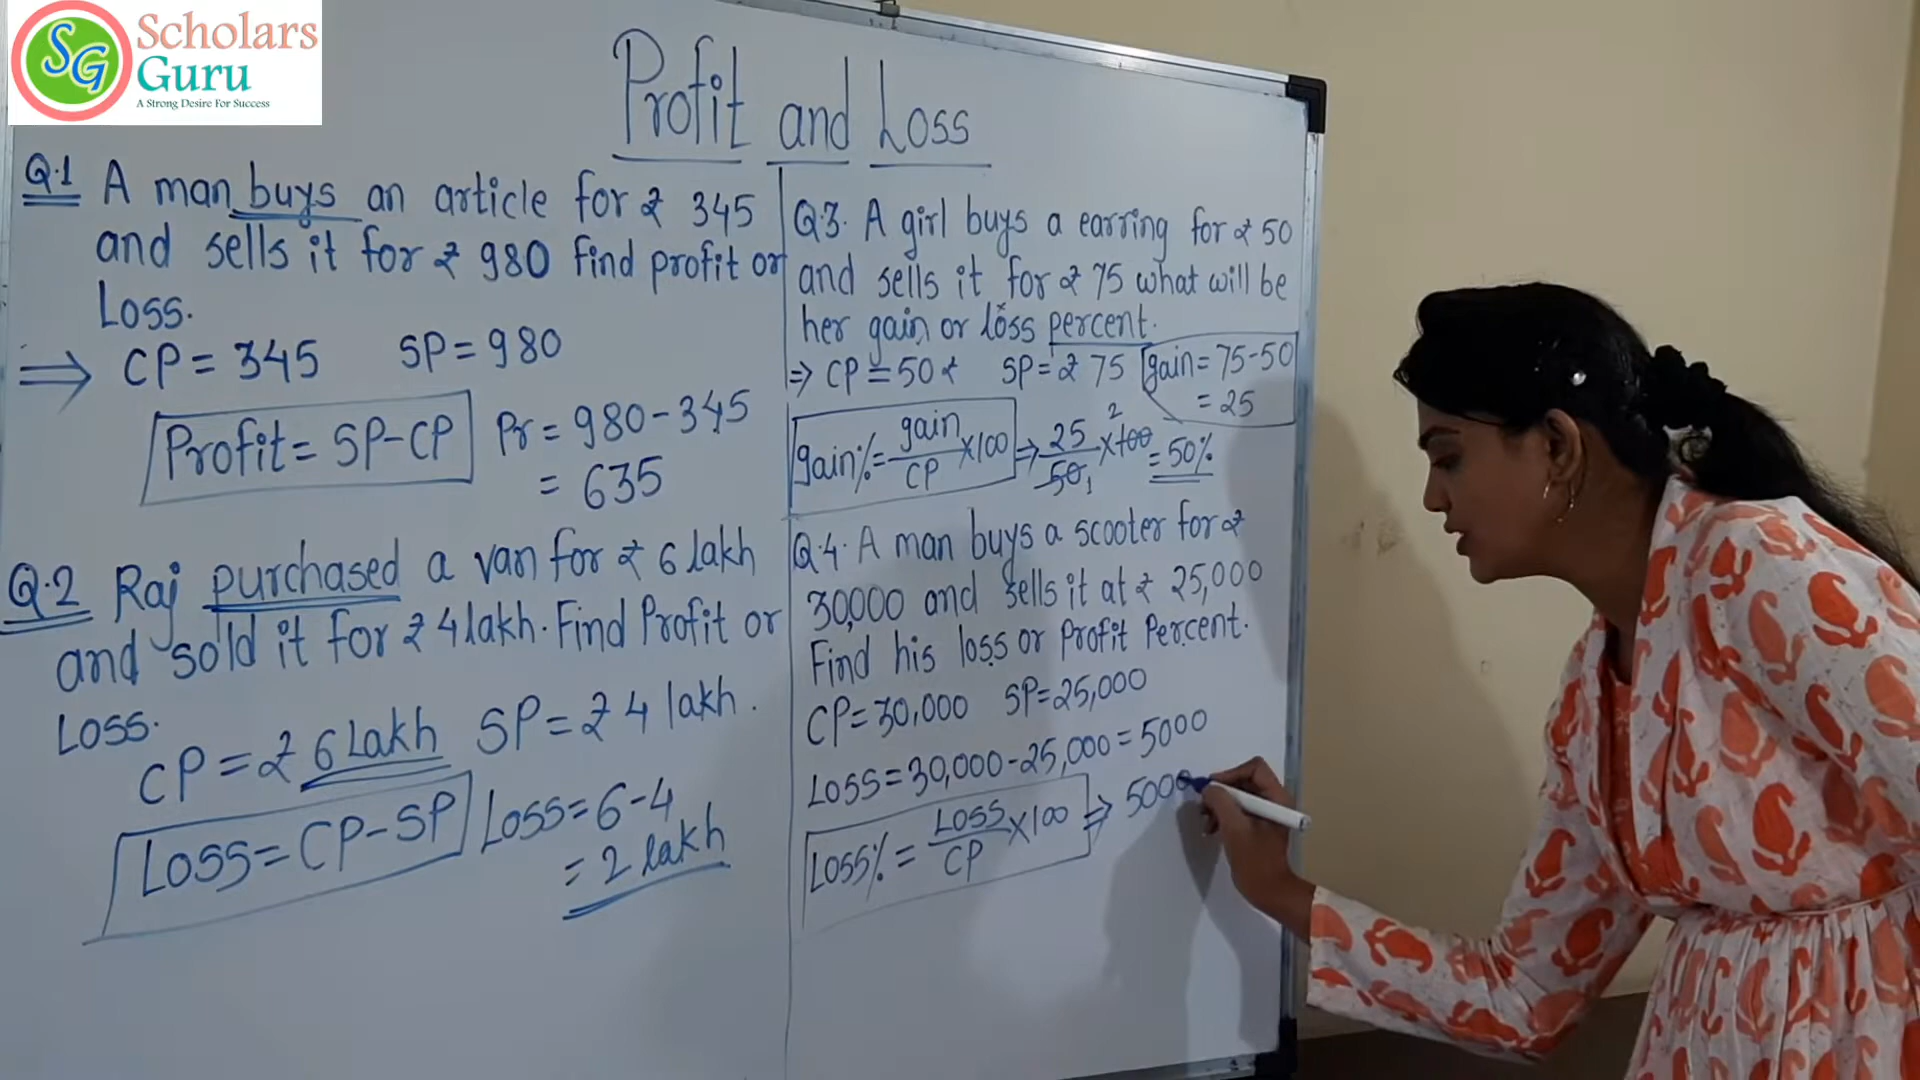 SG Scholars
Guru
A Strong Desire For Success
Profit and Loss
Q.1 A man buys an article for ₹ 345
and sells it for ₹ 980 find profit or
Loss.
⇒ CP = 345 SP = 980
Profit = SP-CP Pr = 980-345
= 635
Q.2 Raj purchased a van for ₹ 6 lakh
and sold it for ₹ 4 lakh. Find Profit or
Loss.
CP = ₹ 6 Lakh SP = ₹ 4 lakh.
Loss = CP-SP Loss = 6-4
= 2 lakh
Q.3. A girl buys a earring for ₹ 50
and sells it for ₹ 75 what will be
her gain or loss percent.
⇒ CP = 50 ₹ SP = ₹ 75 gain = 75-50
= 25
gain% = gain/CP ×100 ⇒ 25/50 1 ×100 2 = 50%
Q.4. A man buys a scooter for ₹
30,000 and sells it at ₹ 25,000
Find his loss or Profit Percent.
CP = 30,000 SP = 25,000
Loss = 30,000-25,000 = 5000
Loss% = Loss/CP ×100 ⇒ 5000